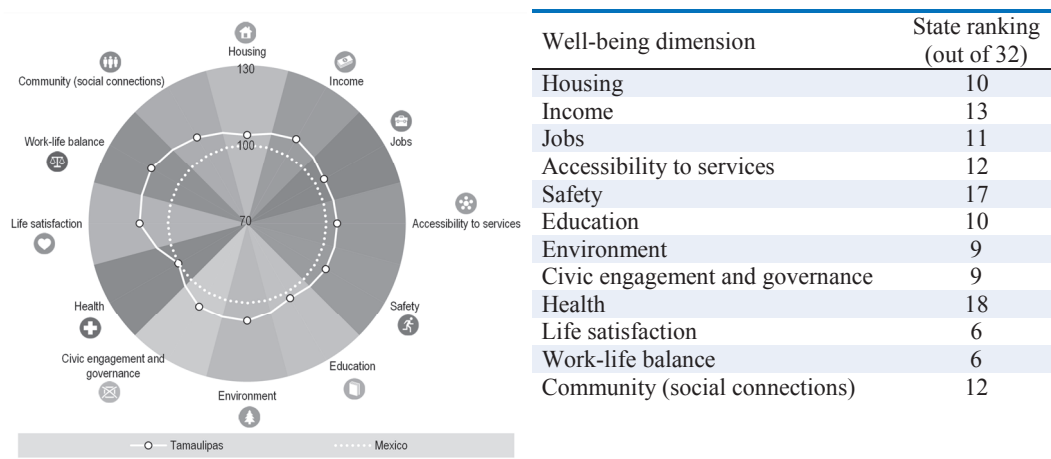 Housing
130
Community (social connections)
Income
Work-life balance
Jobs
100
Life satisfaction
70
Accessibility to services
Health
Safety
Civic engagement and
governance
Education
Environment
Tamaulipas
Mexico
Well-being dimension State ranking
(out of 32)
Housing 10
Income 13
Jobs 11
Accessibility to services 12
Safety 17
Education 10
Environment 9
Civic engagement and governance 9
Health 18
Life satisfaction 6
Work-life balance 6
Community (social connections) 12